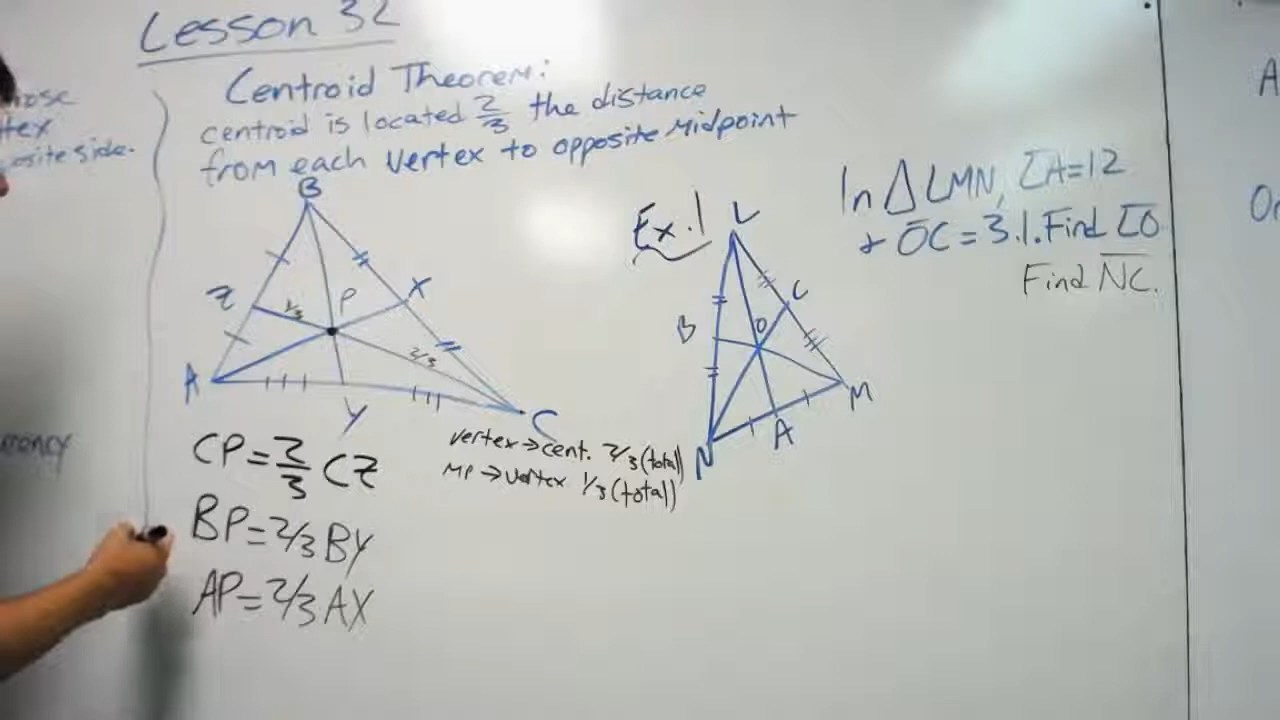 Lesson 32
Centroid Theorem:
centroid is located 2/3 the distance
from each vertex to opposite midpoint
osite side.
B
Z
1/3
P
X
2/3
A
Y
C
CP = 2/3 CZ
BP = 2/3 BY
AP = 2/3 AX
vertex → cent. 2/3 (total)
MP → vertex 1/3 (total)
Ex. 1
L
C
B
O
M
N
A
In △ LMN, LA = 12
+ OC = 3.1. Find LO
Find NC.
A